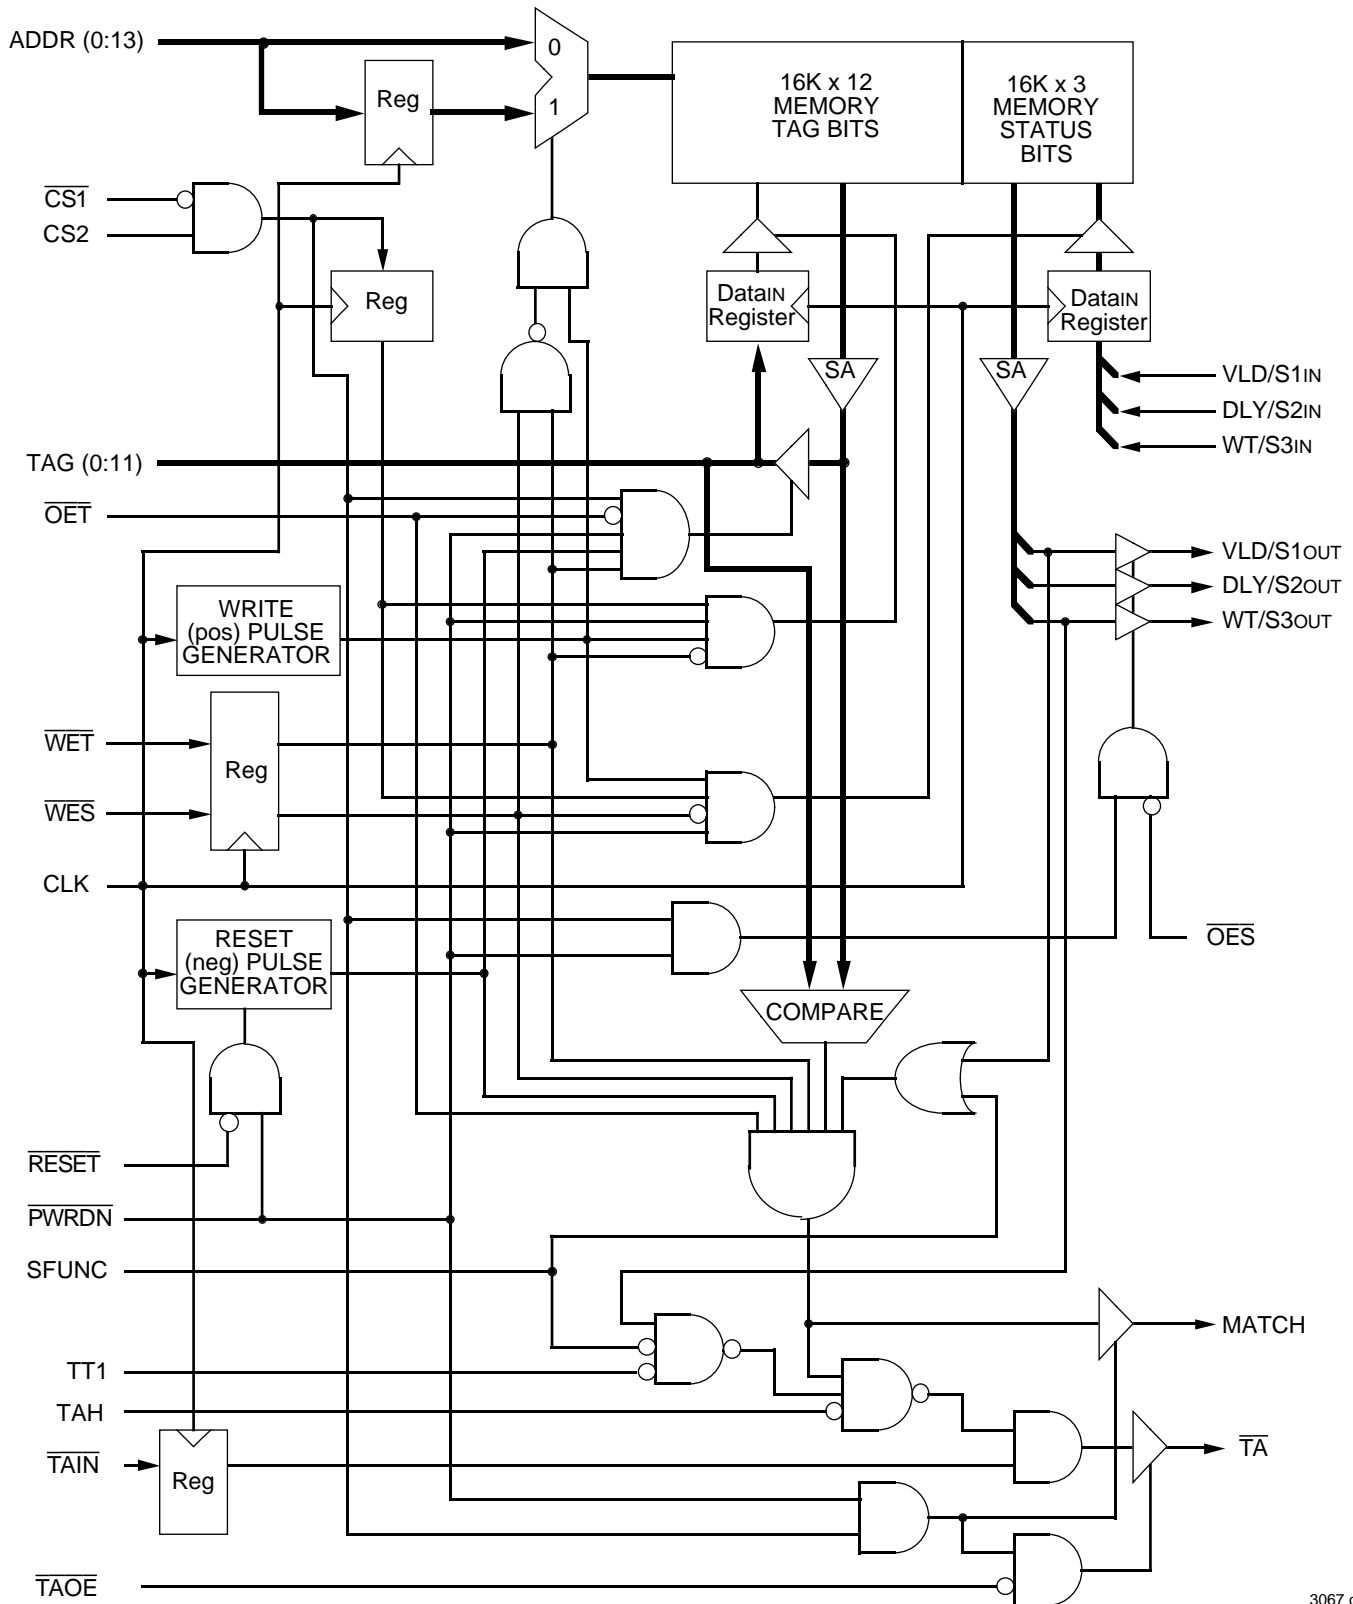 ADDR (0:13)
0
1
Reg
16K x 12
MEMORY
TAG BITS
16K x 3
MEMORY
STATUS
BITS
CS1
CS2
Reg
DataIN
Register
DataIN
Register
SA
SA
VLD/S1IN
DLY/S2IN
WT/S3IN
TAG (0:11)
OET
VLD/S1OUT
DLY/S2OUT
WT/S3OUT
WRITE
(pos) PULSE
GENERATOR
WET
Reg
WES
CLK
RESET
(neg) PULSE
GENERATOR
OES
COMPARE
RESET
PWRDN
SFUNC
MATCH
TT1
TAH
TAIN
Reg
TA
TAOE
3067